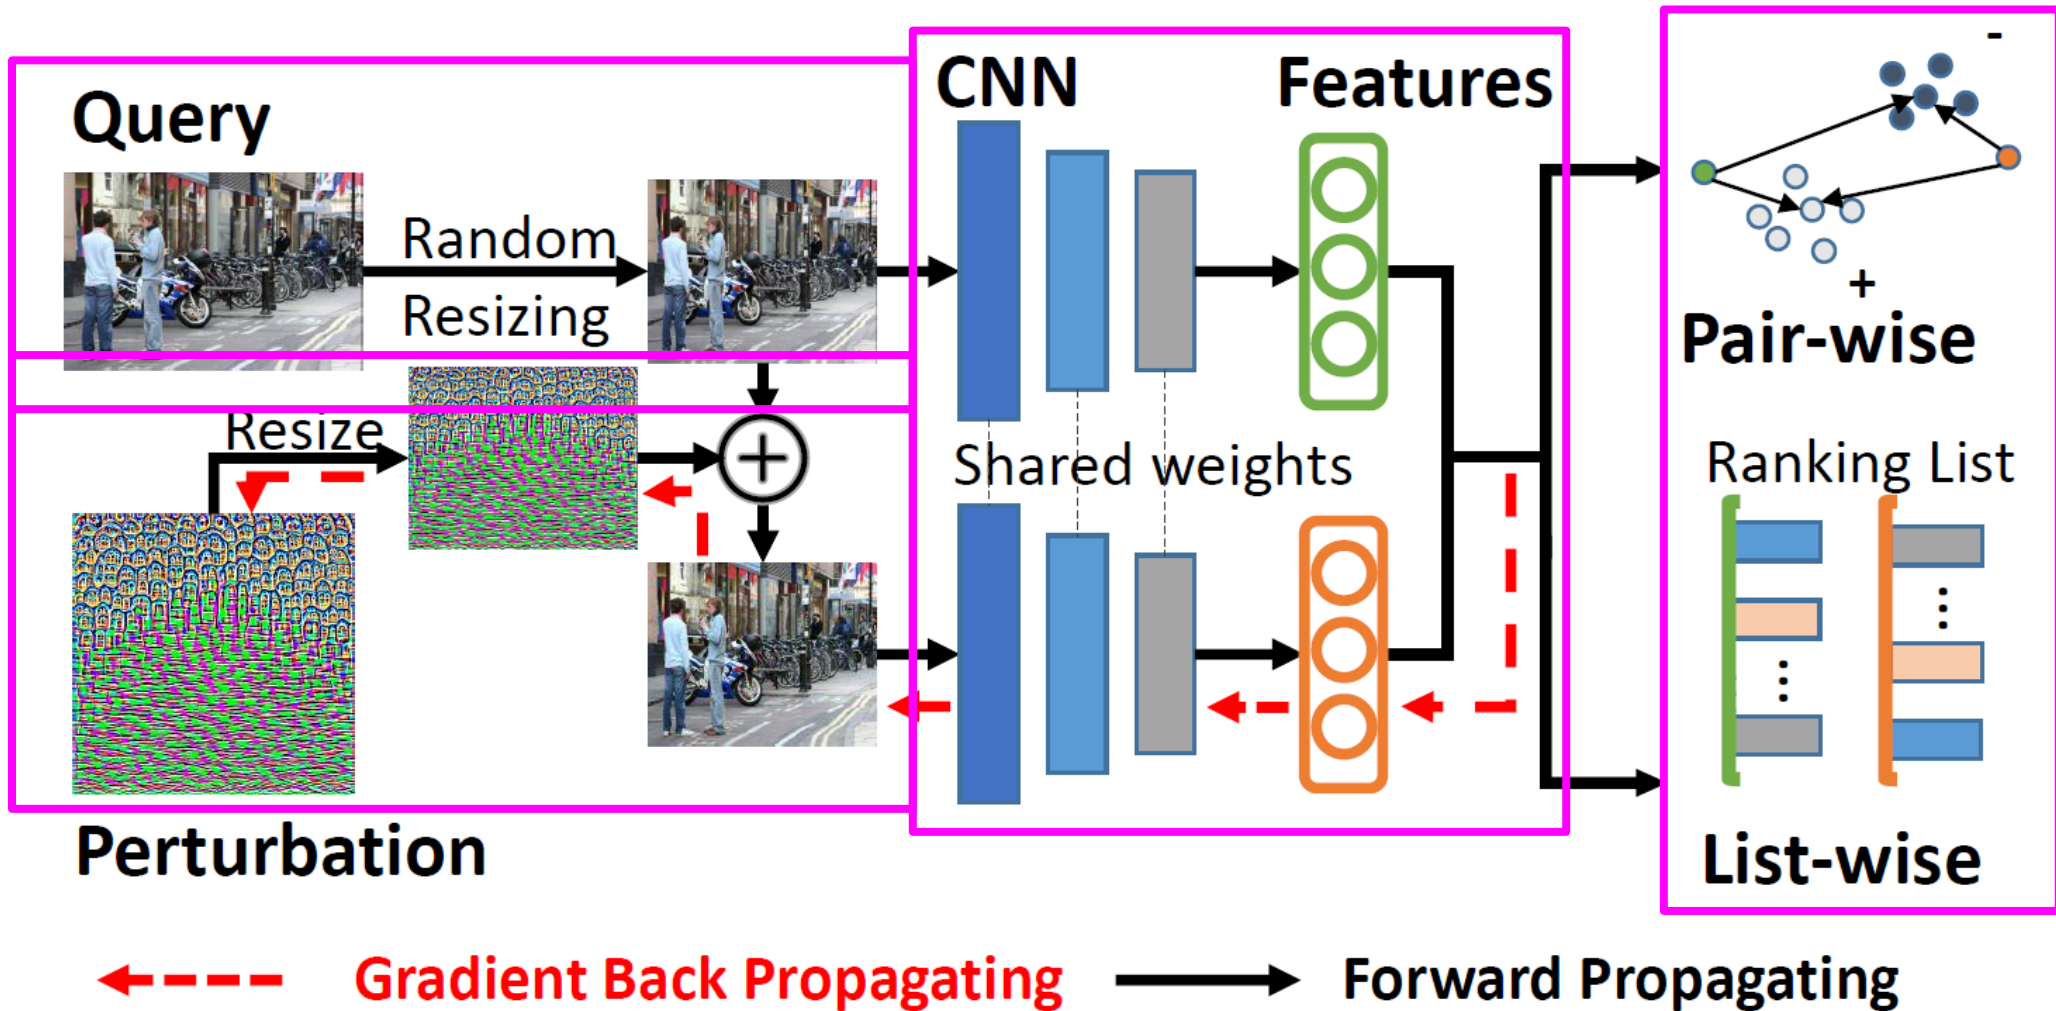 Query
Random
Resizing
Resize
Perturbation
CNN
Features
Shared weights
-
+
Pair-wise
Ranking List
...
...
List-wise
Gradient Back Propagating
Forward Propagating